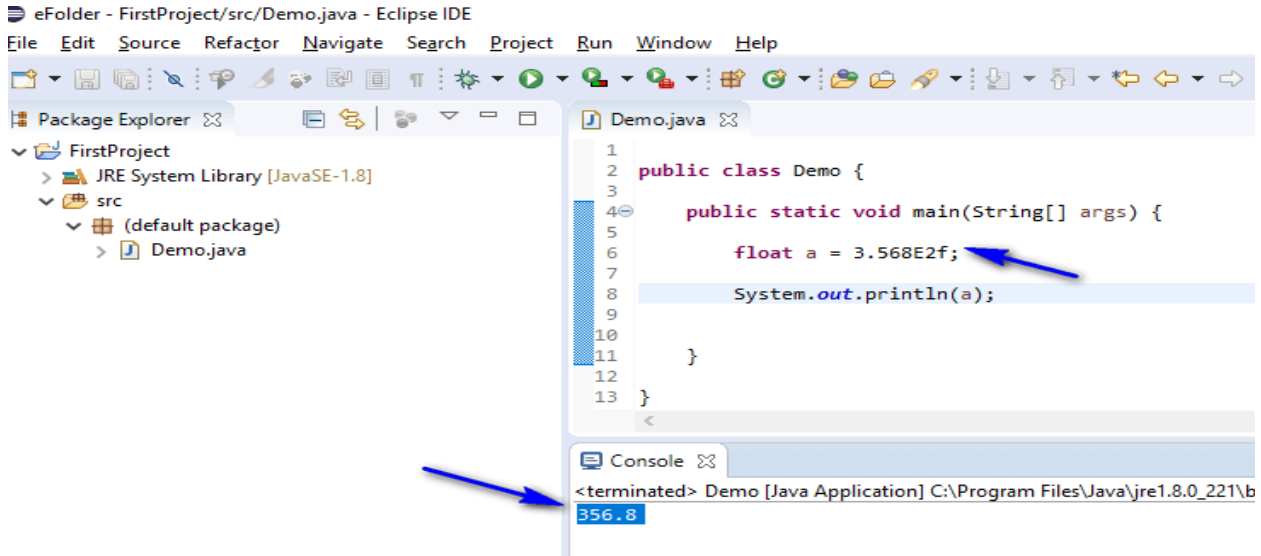 eFolder - FirstProject/src/Demo.java - Eclipse IDE
File Edit Source Refactor Navigate Search Project Run Window Help
Package Explorer
FirstProject
JRE System Library [JavaSE-1.8]
src
(default package)
Demo.java
Demo.java
1
2 public class Demo {
3
4 public static void main(String[] args) {
5
6 float a = 3.568E2f;
7
8 System.out.println(a);
9
10
11 }
12
13 }
Console
<terminated> Demo [Java Application] C:\Program Files\Java\jre1.8.0_221\b
356.8